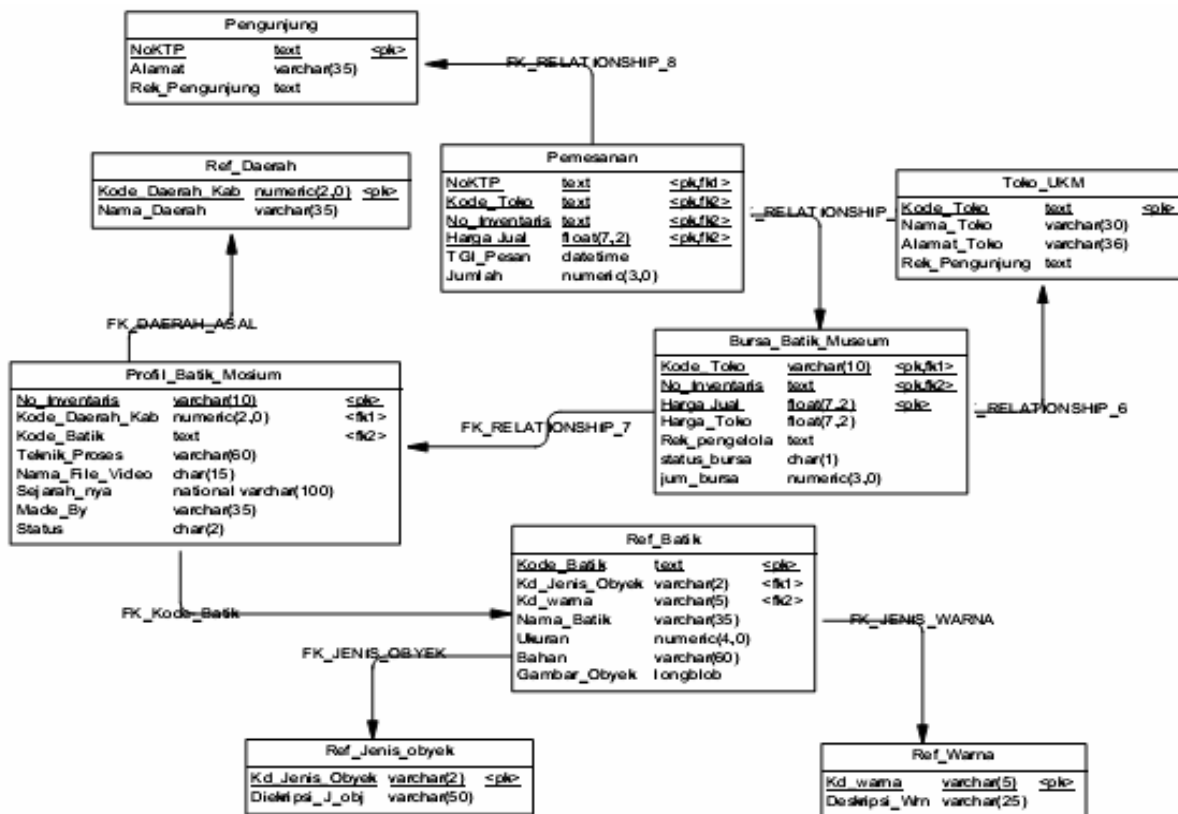 Pengunjung
NoKTP text <pk>
Alamat varchar(35)
Rek_Pengunjung text
FK_RELATIONSHIP_8
Ref_Daerah
Kode_Daerah_Kab numeric(2,0) <pk>
Nama_Daerah varchar(35)
Pemesanan
NoKTP text <pk,fk1>
Kode_Toko text <pk,fk2>
No_Inventaris text <pk,fk2>
Harga Jual float(7,2) <pk,fk2>
TGl_Pesan datetime
Jumlah numeric(3,0)
_RELATIONSHIP_
Toko_UKM
Kode_Toko text <pk>
Nama_Toko varchar(30)
Alamat_Toko varchar(36)
Rek_Pengunjung text
FK_DAERAH_ASAL
Profil_Batik_Mosium
No_Inventaris varchar(10) <pk>
Kode_Daerah_Kab numeric(2,0) <fk1>
Kode_Batik text <fk2>
Teknik_Proses varchar(60)
Nama_File_Video char(15)
Sejarah_nya national varchar(100)
Made_By varchar(35)
Status char(2)
FK_RELATIONSHIP_7
Bursa_Batik_Museum
Kode_Toko varchar(10) <pk,fk1>
No_Inventaris text <pk,fk2>
Harga Jual float(7,2) <pk>
Harga_Toko float(7,2)
Rek_pengelola text
status_bursa char(1)
jum_bursa numeric(3,0)
_RELATIONSHIP_6
FK_Kode_Batik
Ref_Batik
Kode_Batik text <pk>
Kd_Jenis_Obyek varchar(2) <fk1>
Kd_warna varchar(5) <fk2>
Nama_Batik varchar(35)
Ukuran numeric(4,0)
Bahan varchar(60)
Gambar_Obyek longblob
FK_JENIS_OBYEK
FK_JENIS_WARNA
Ref_Jenis_obyek
Kd_Jenis_Obyek varchar(2) <pk>
Diekripsi_J_obj varchar(50)
Ref_Warna
Kd_warna varchar(5) <pk>
Deskripsi_Wrn varchar(25)